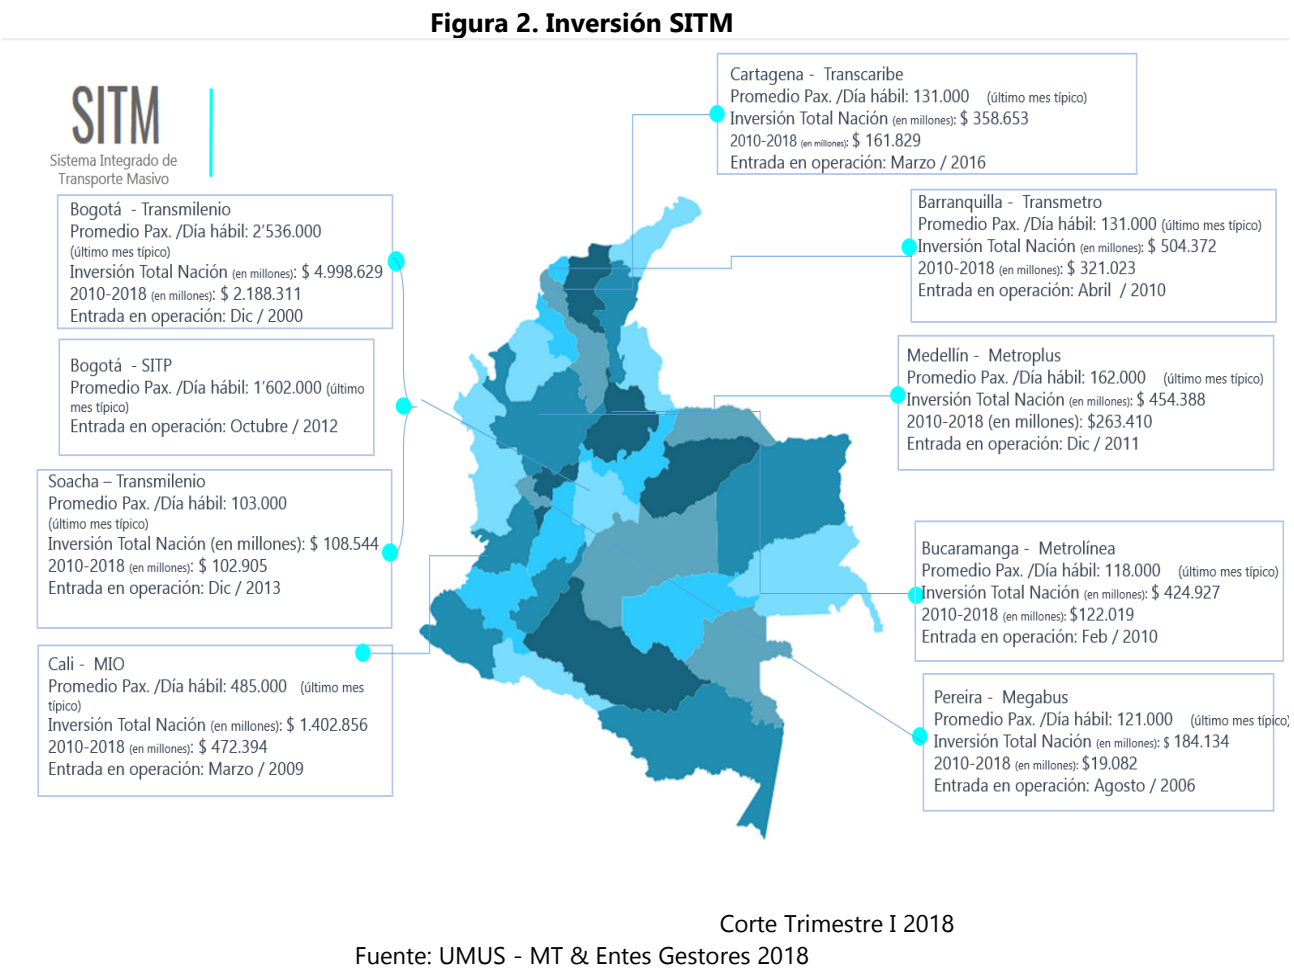 Figura 2. Inversión SITM
SITM
Sistema Integrado de
Transporte Masivo
Cartagena - Transcaribe
Promedio Pax. /Día hábil: 131.000 (último mes típico)
Inversión Total Nación (en millones): $ 358.653
2010-2018 (en millones): $ 161.829
Entrada en operación: Marzo / 2016
Bogotá - Transmilenio
Promedio Pax. /Día hábil: 2'536.000
(último mes típico)
Inversión Total Nación (en millones): $ 4.998.629
2010-2018 (en millones): $ 2.188.311
Entrada en operación: Dic / 2000
Barranquilla - Transmetro
Promedio Pax. /Día hábil: 131.000 (último mes típico)
Inversión Total Nación (en millones): $ 504.372
2010-2018 (en millones): $ 321.023
Entrada en operación: Abril / 2010
Bogotá - SITP
Promedio Pax. /Día hábil: 1'602.000 (último
mes típico)
Entrada en operación: Octubre / 2012
Medellín - Metroplus
Promedio Pax. /Día hábil: 162.000 (último mes típico)
Inversión Total Nación (en millones): $ 454.388
2010-2018 (en millones): $263.410
Entrada en operación: Dic / 2011
Soacha – Transmilenio
Promedio Pax. /Día hábil: 103.000
(último mes típico)
Inversión Total Nación (en millones): $ 108.544
2010-2018 (en millones): $ 102.905
Entrada en operación: Dic / 2013
Bucaramanga - Metrolínea
Promedio Pax. /Día hábil: 118.000 (último mes típico)
Inversión Total Nación (en millones): $ 424.927
2010-2018 (en millones): $122.019
Entrada en operación: Feb / 2010
Cali - MIO
Promedio Pax. /Día hábil: 485.000 (último mes
típico)
Inversión Total Nación (en millones): $ 1.402.856
2010-2018 (en millones): $ 472.394
Entrada en operación: Marzo / 2009
Pereira - Megabus
Promedio Pax. /Día hábil: 121.000 (último mes típico)
Inversión Total Nación (en millones): $ 184.134
2010-2018 (en millones): $19.082
Entrada en operación: Agosto / 2006
Corte Trimestre I 2018
Fuente: UMUS - MT & Entes Gestores 2018